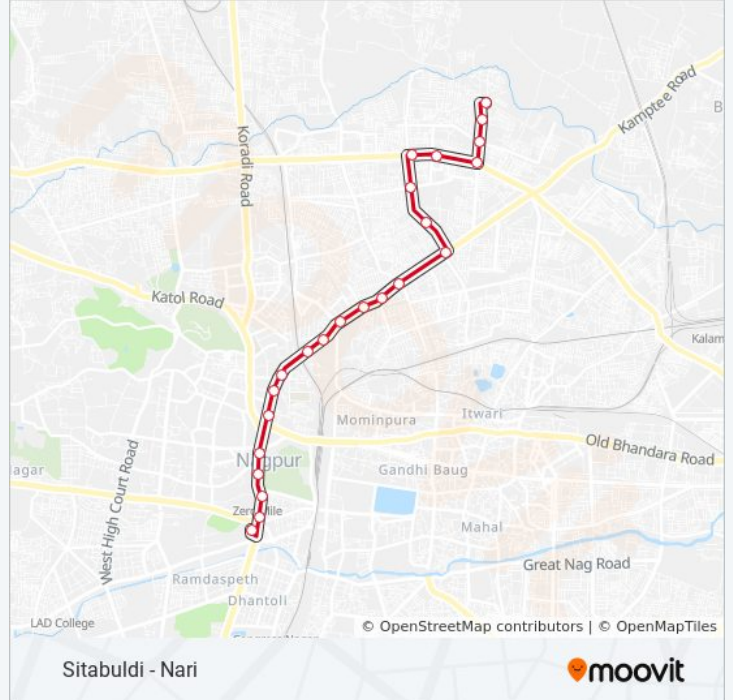 Kamptee Road
B
Koradi Road
Katol Road
Kalam
Mominpura
Itwari
Old Bhandara Road
Nagpur
agar
Gandhi Baug
West High Court Road
Zero Mile
Mahal
Great Nag Road
Ramdaspeth
Dhantoli
LAD College
© OpenStreetMap contributors | © OpenMapTiles
Sitabuldi - Nari
moovit